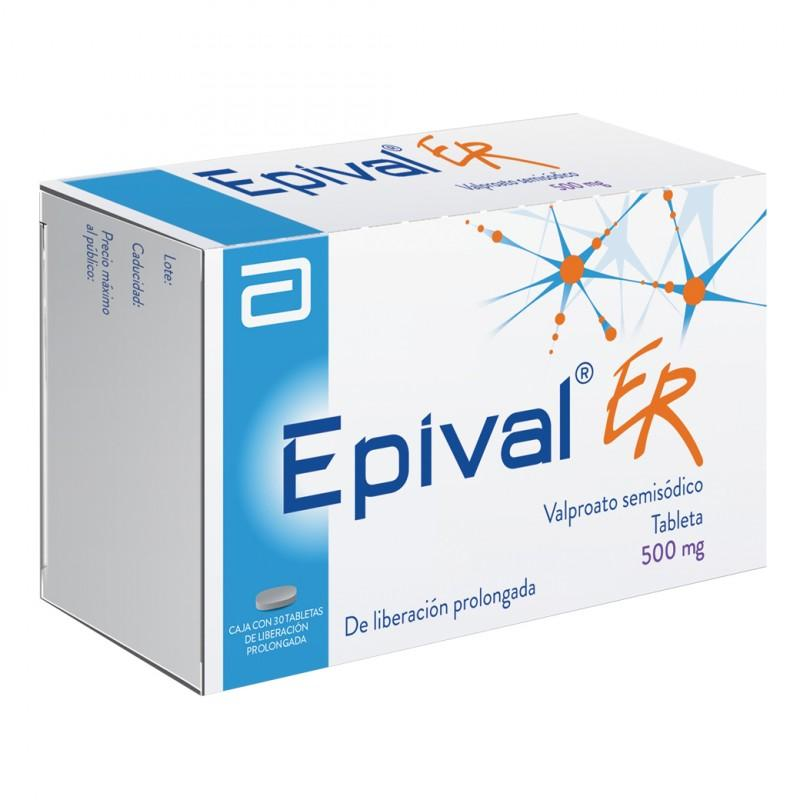 Epival® ER
Valproato semisódico
500 mg
Lote:
Caducidad:
Precio máximo
al público:
Epival® ER
Valproato semisódico
Tableta
500 mg
De liberación prolongada
CAJA CON 30 TABLETAS
DE LIBERACIÓN
PROLONGADA